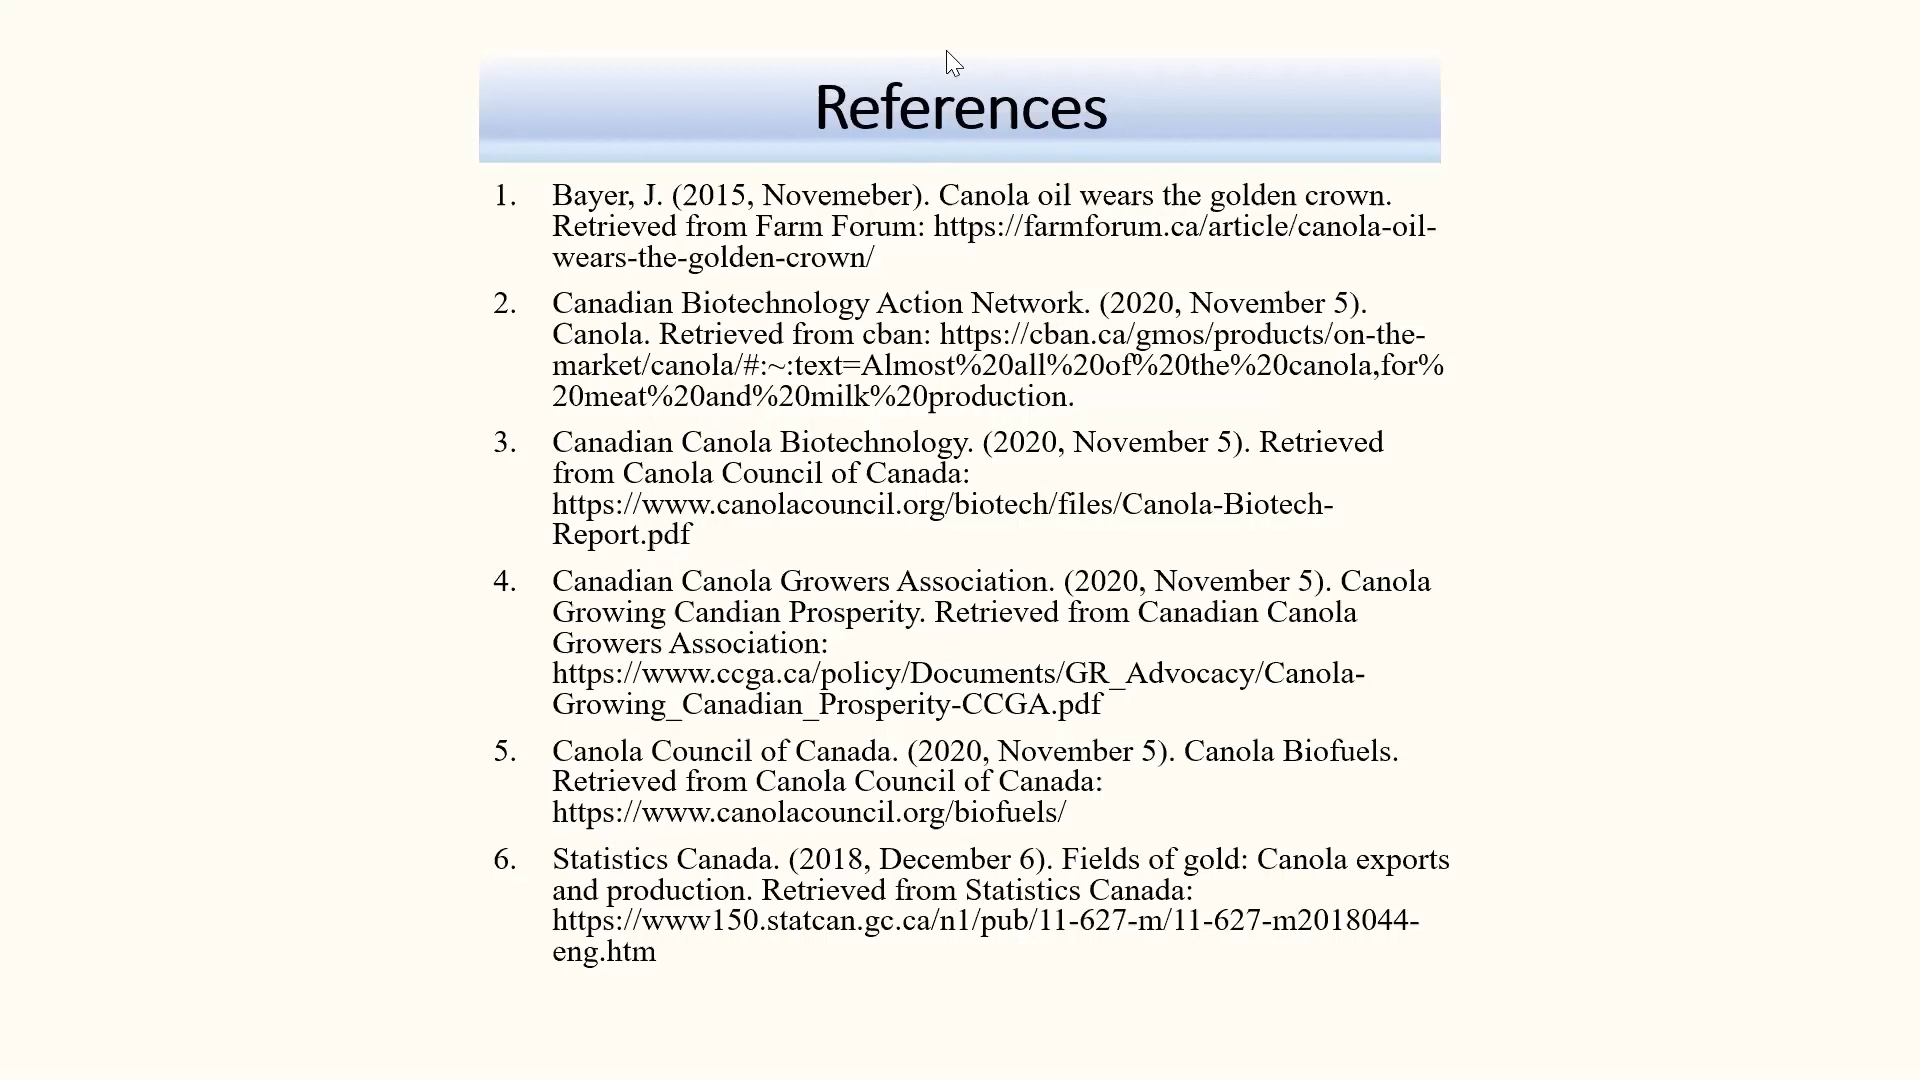 References
1. Bayer, J. (2015, Novemeber). Canola oil wears the golden crown.
Retrieved from Farm Forum: https://farmforum.ca/article/canola-oil-
wears-the-golden-crown/
2. Canadian Biotechnology Action Network. (2020, November 5).
Canola. Retrieved from cban: https://cban.ca/gmos/products/on-the-
market/canola/#:~:text=Almost%20all%20of%20the%20canola,for%
20meat%20and%20milk%20production.
3. Canadian Canola Biotechnology. (2020, November 5). Retrieved
from Canola Council of Canada:
https://www.canolacouncil.org/biotech/files/Canola-Biotech-
Report.pdf
4. Canadian Canola Growers Association. (2020, November 5). Canola
Growing Candian Prosperity. Retrieved from Canadian Canola
Growers Association:
https://www.ccga.ca/policy/Documents/GR_Advocacy/Canola-
Growing_Canadian_Prosperity-CCGA.pdf
5. Canola Council of Canada. (2020, November 5). Canola Biofuels.
Retrieved from Canola Council of Canada:
https://www.canolacouncil.org/biofuels/
6. Statistics Canada. (2018, December 6). Fields of gold: Canola exports
and production. Retrieved from Statistics Canada:
https://www150.statcan.gc.ca/n1/pub/11-627-m/11-627-m2018044-
eng.htm